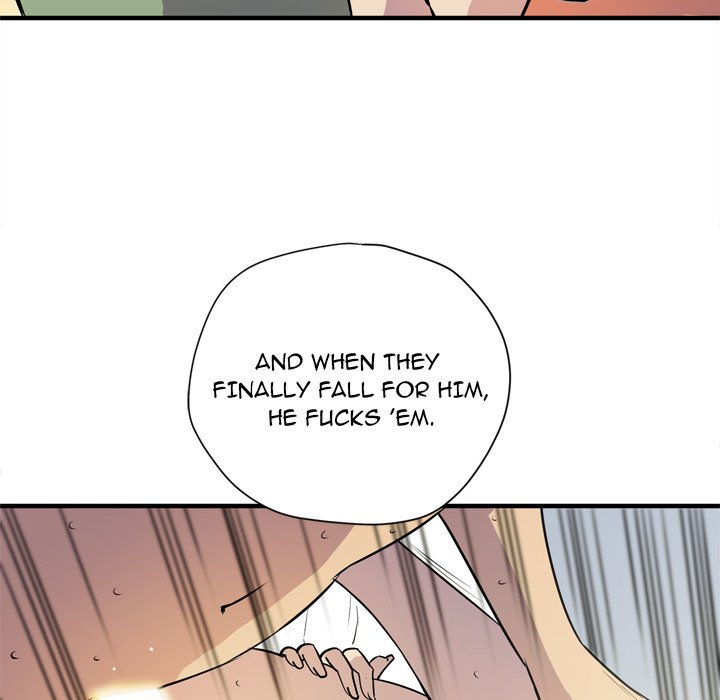 AND WHEN THEY
FINALLY FALL FOR HIM,
HE FUCKS 'EM.